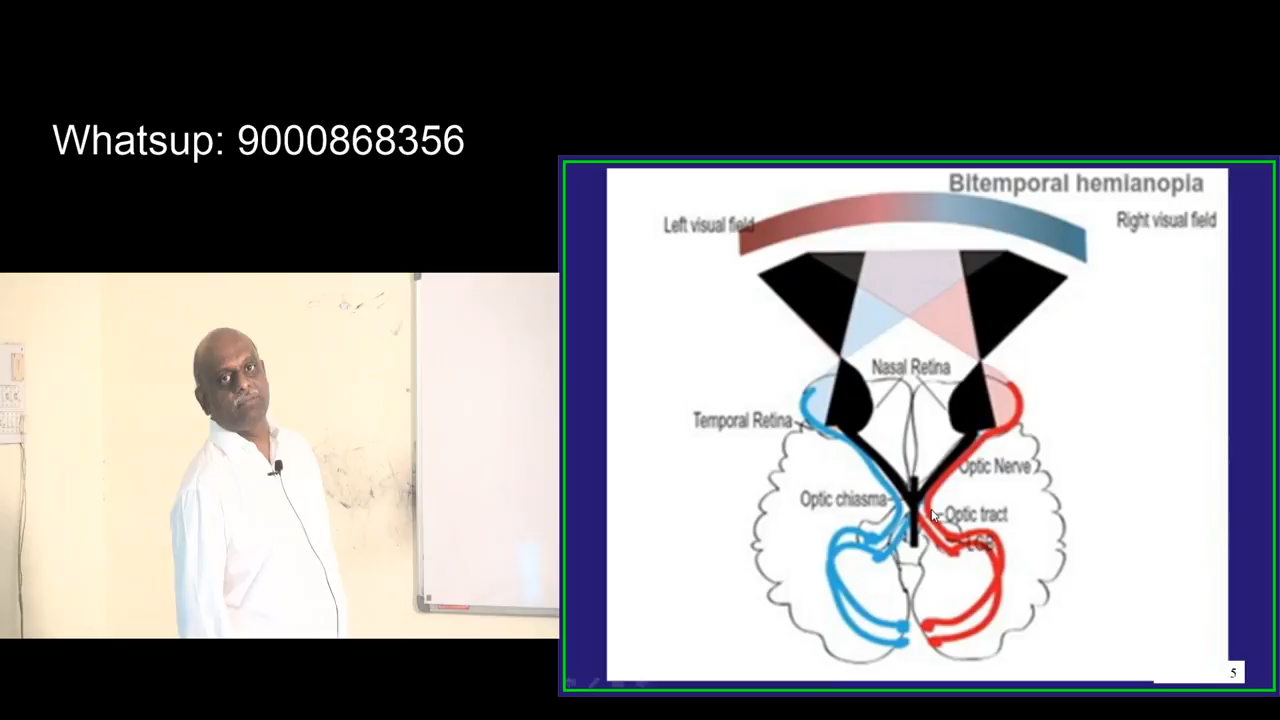 Whatsup: 9000868356
Bitemporal hemianopia
Left visual field
Right visual field
Nasal Retina
Temporal Retina
Optic Nerve
Optic chiasma
Optic tract
LGB
5